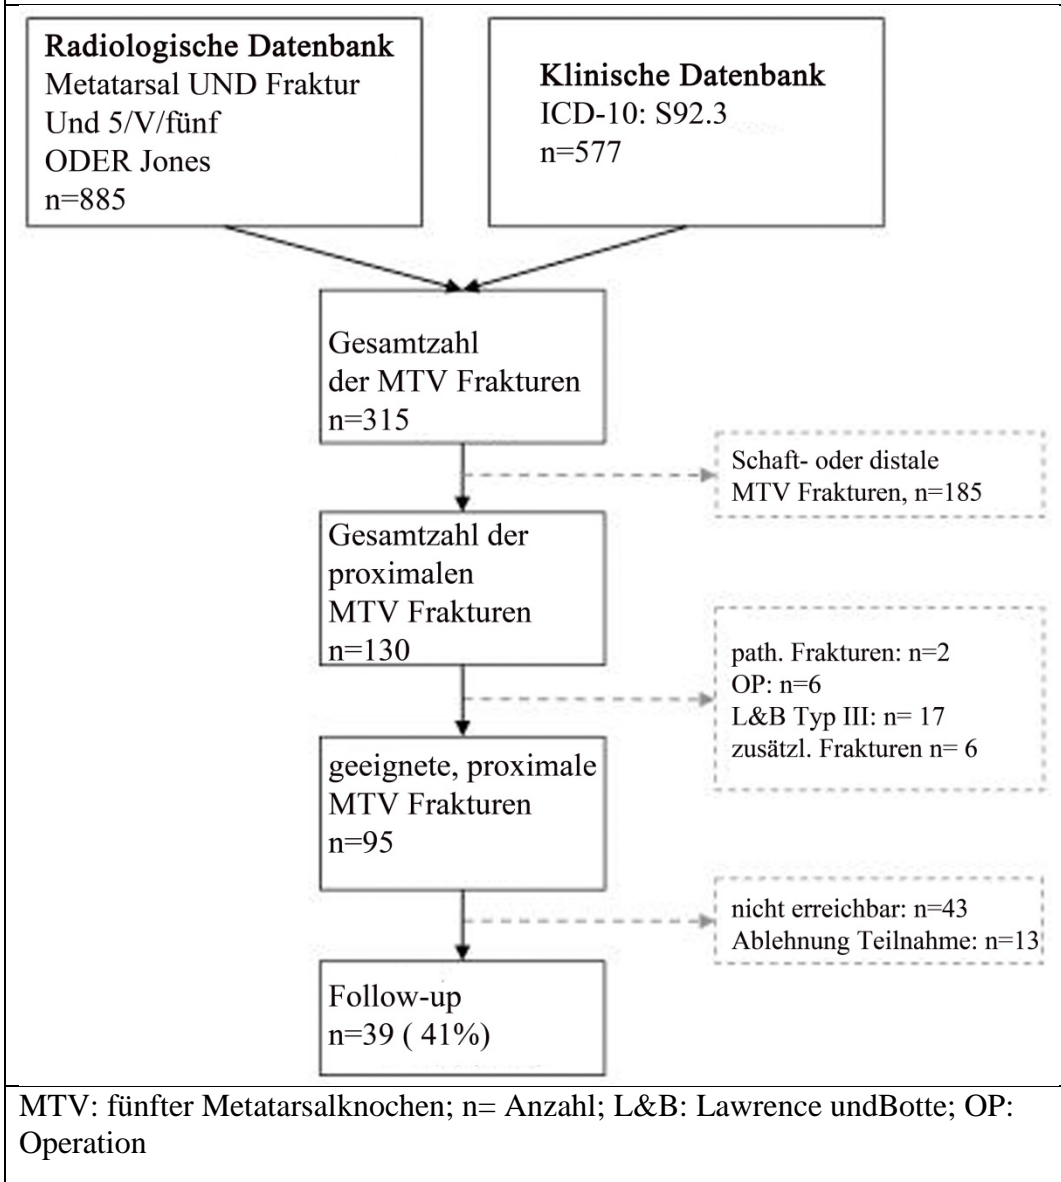 Radiologische Datenbank
Metatarsal UND Fraktur
Und 5/V/fünf
ODER Jones
n=885
Klinische Datenbank
ICD-10: S92.3
n=577
Gesamtzahl
der MTV Frakturen
n=315
Schaft- oder distale
MTV Frakturen, n=185
Gesamtzahl der
proximalen
MTV Frakturen
n=130
path. Frakturen: n=2
OP: n=6
L&B Typ III: n= 17
zusätzl. Frakturen n= 6
geeignete, proximale
MTV Frakturen
n=95
nicht erreichbar: n=43
Ablehnung Teilnahme: n=13
Follow-up
n=39 ( 41%)
MTV: fünfter Metatarsalknochen; n= Anzahl; L&B: Lawrence undBotte; OP:
Operation